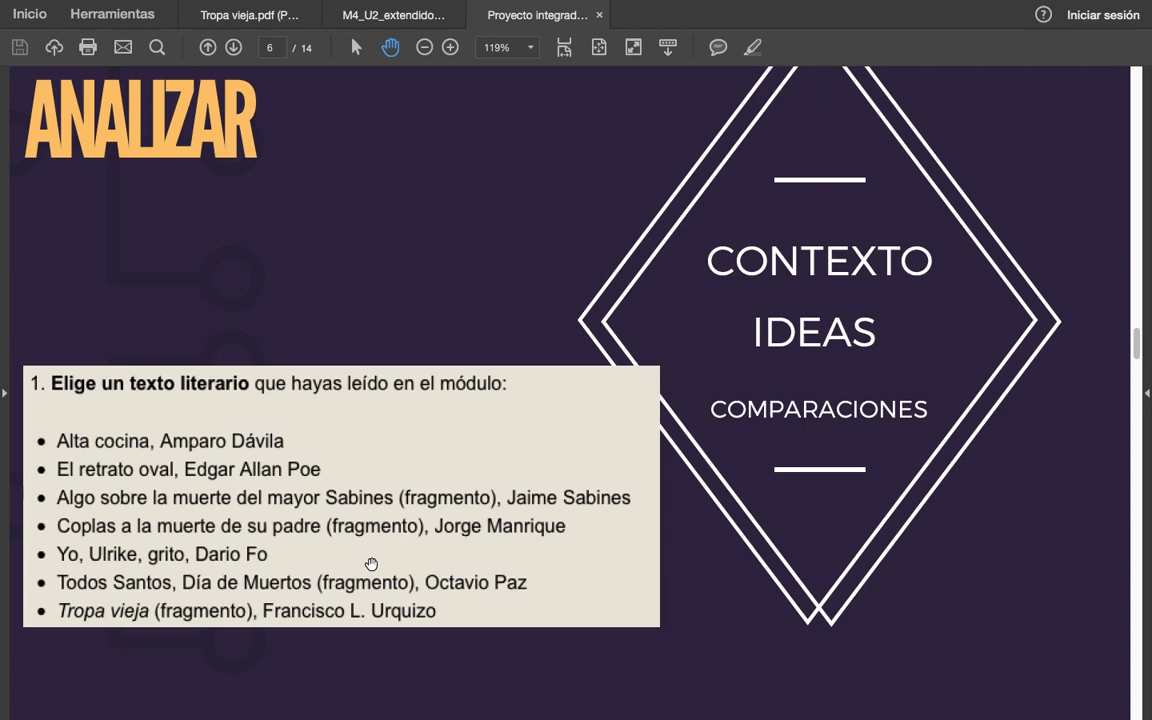 Inicio Herramientas Tropa vieja.pdf (P... M4_U2_extendido... Proyecto integrad... × ? Iniciar sesión
6 / 14 119%
ANALIZAR
CONTEXTO
IDEAS
COMPARACIONES
1. Elige un texto literario que hayas leído en el módulo:
• Alta cocina, Amparo Dávila
• El retrato oval, Edgar Allan Poe
• Algo sobre la muerte del mayor Sabines (fragmento), Jaime Sabines
• Coplas a la muerte de su padre (fragmento), Jorge Manrique
• Yo, Ulrike, grito, Dario Fo
• Todos Santos, Día de Muertos (fragmento), Octavio Paz
• Tropa vieja (fragmento), Francisco L. Urquizo